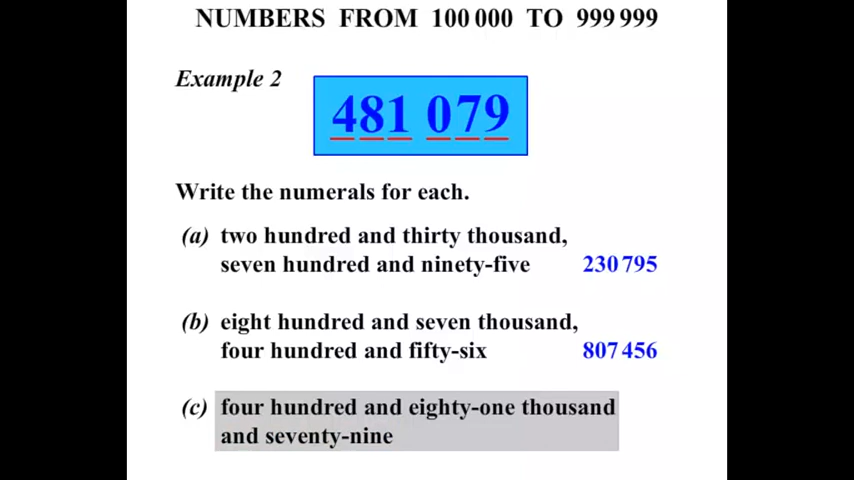 NUMBERS FROM 100 000 TO 999 999
Example 2
481 079
Write the numerals for each.
(a) two hundred and thirty thousand,
seven hundred and ninety-five 230 795
(b) eight hundred and seven thousand,
four hundred and fifty-six 807 456
(c) four hundred and eighty-one thousand
and seventy-nine